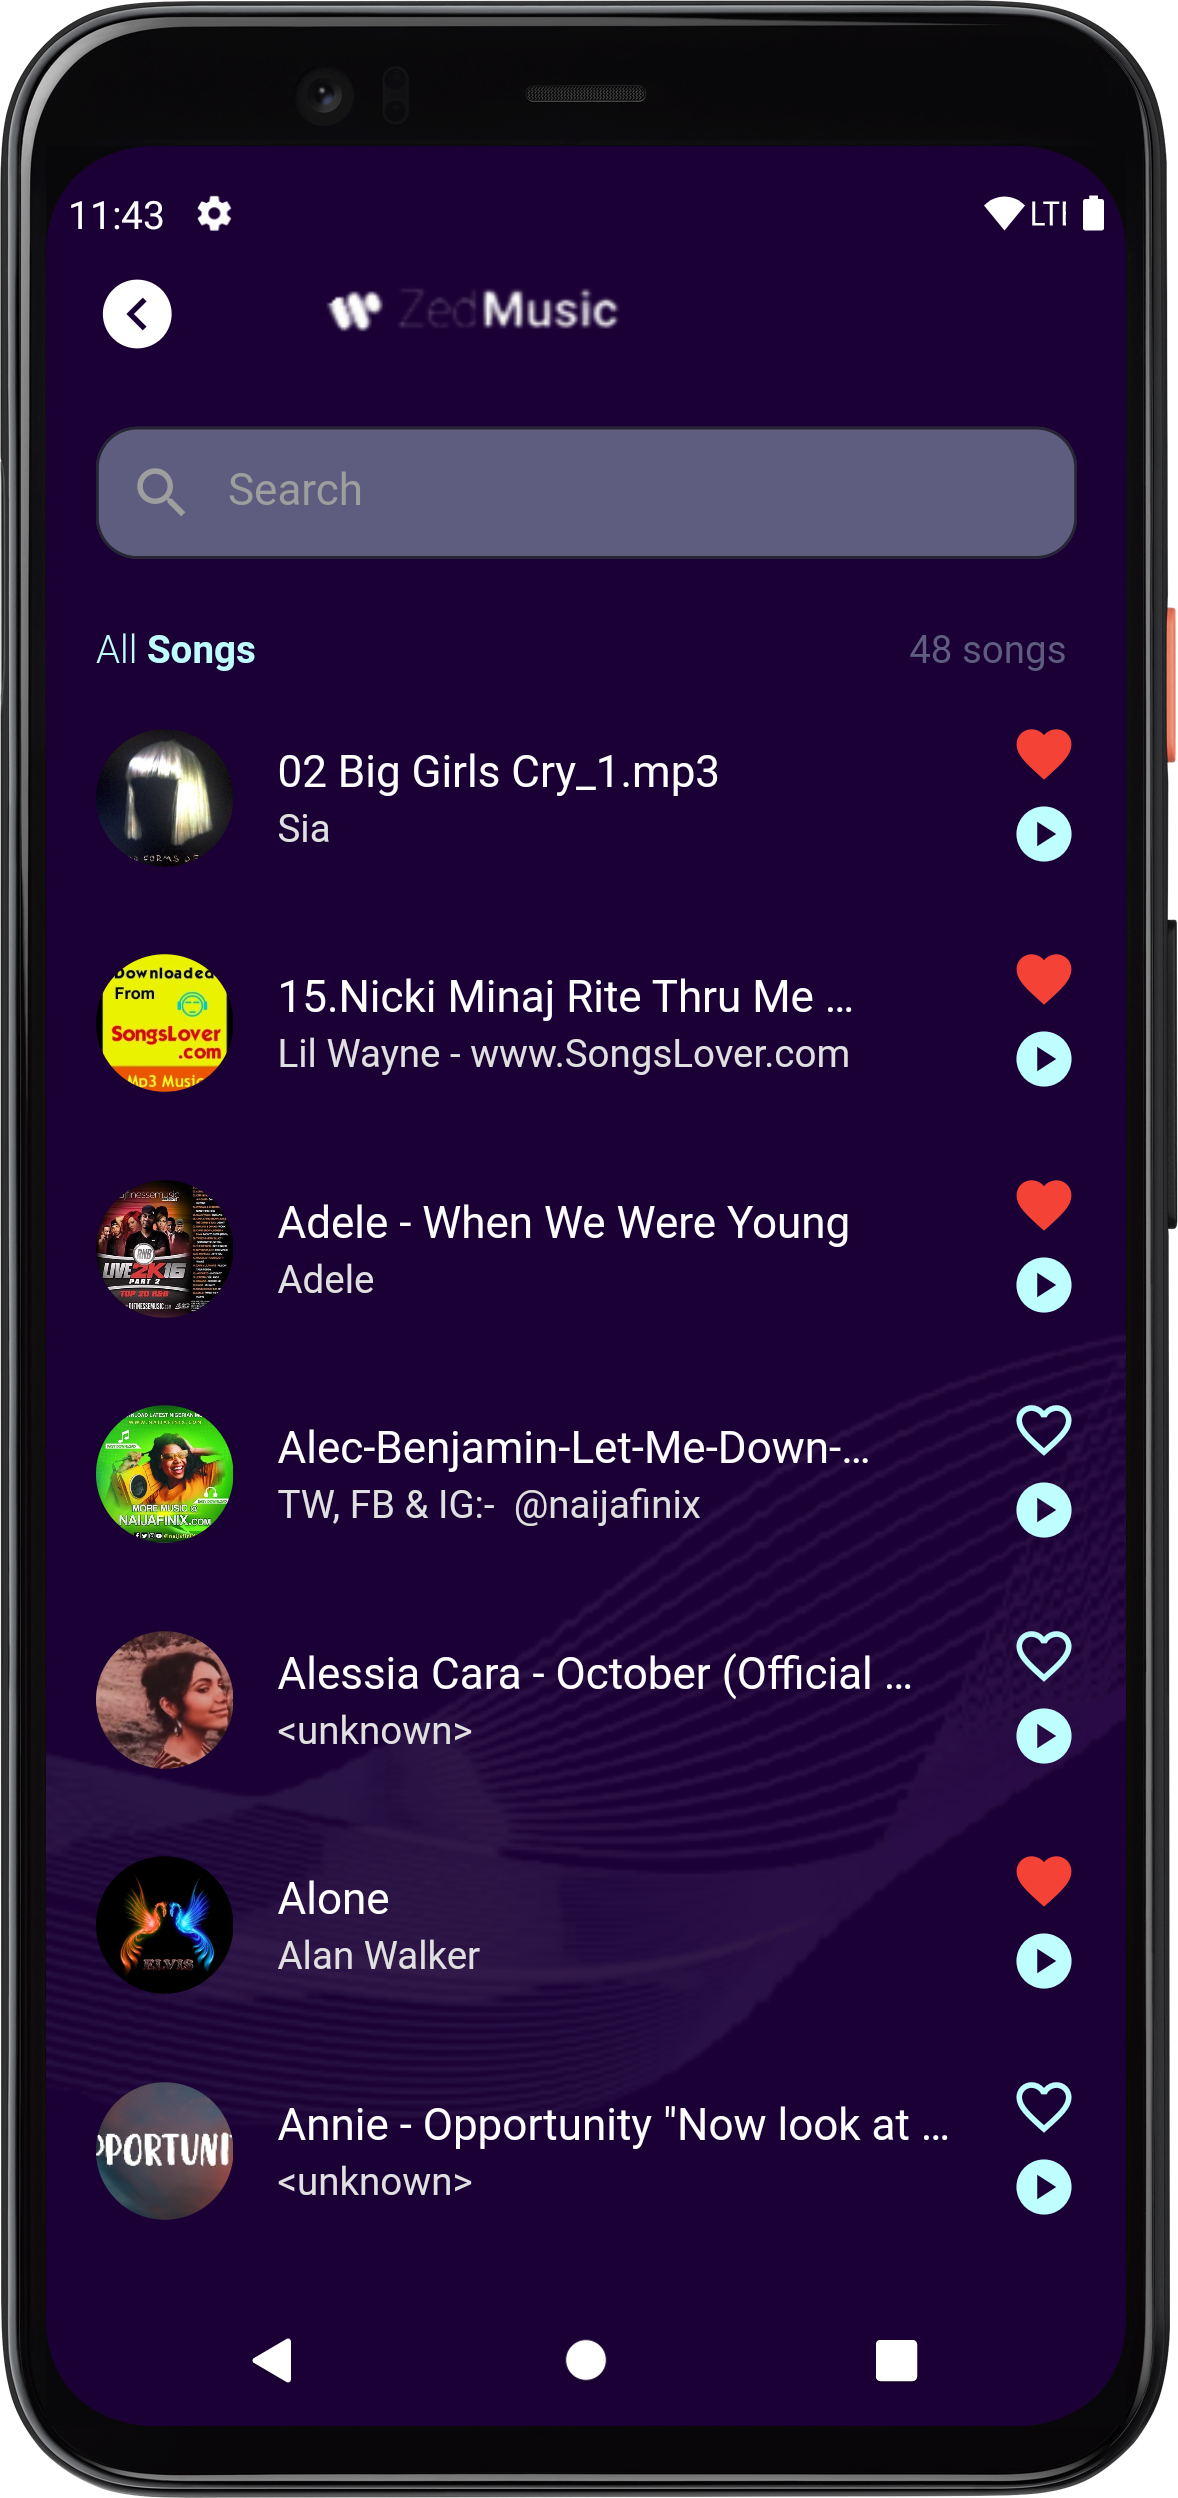 11:43
LTE
ZedMusic
Search
All Songs
48 songs
02 Big Girls Cry_1.mp3
Sia
Downloaded
From
SongsLover
.com
Mp3 Music
15.Nicki Minaj Rite Thru Me ...
Lil Wayne - www.SongsLover.com
LIVE 2K16
PART 2
TOP 20 R&B
Adele - When We Were Young
Adele
MORE MUSIC @
NAIJAFINIX.COM
Alec-Benjamin-Let-Me-Down-...
TW, FB & IG:-  @naijafinix
Alessia Cara - October (Official ...
<unknown>
ELVIS
Alone
Alan Walker
PPORTUNI
Annie - Opportunity "Now look at ...
<unknown>